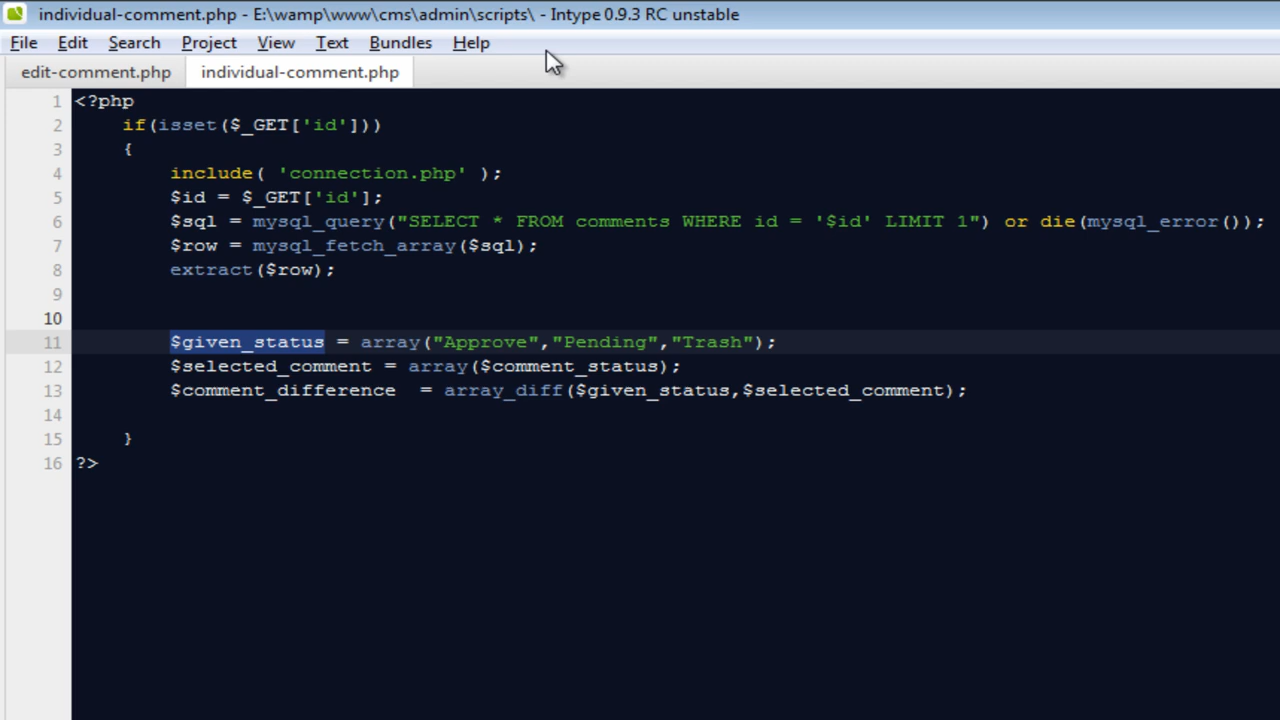 individual-comment.php - E:\wamp\www\cms\admin\scripts\ - Intype 0.9.3 RC unstable
File Edit Search Project View Text Bundles Help
edit-comment.php individual-comment.php
1 <?php
2 if(isset($_GET['id']))
3 {
4 include( 'connection.php' );
5 $id = $_GET['id'];
6 $sql = mysql_query("SELECT * FROM comments WHERE id = '$id' LIMIT 1") or die(mysql_error());
7 $row = mysql_fetch_array($sql);
8 extract($row);
9
10
11 $given_status = array("Approve","Pending","Trash");
12 $selected_comment = array($comment_status);
13 $comment_difference  = array_diff($given_status,$selected_comment);
14
15 }
16 ?>